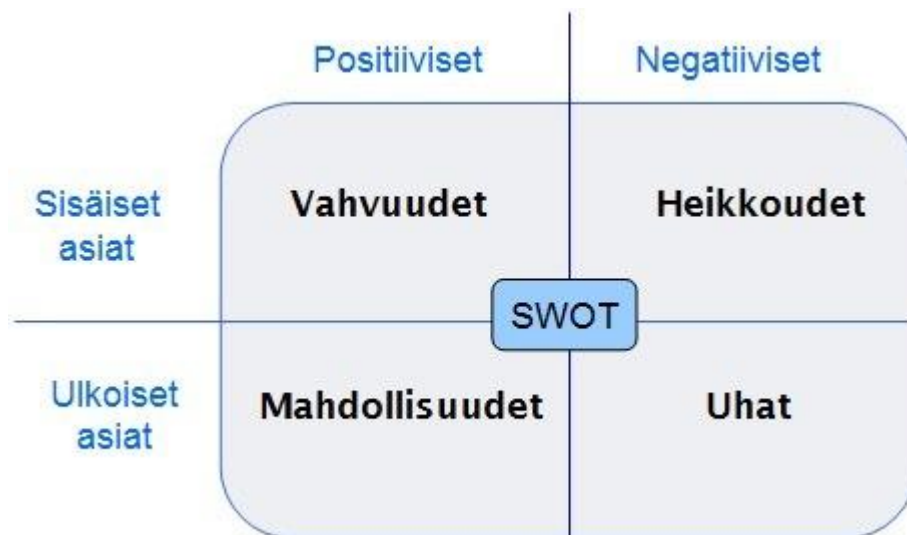 Positiiviset
Negatiiviset
Sisäiset
asiat
Vahvuudet
Heikkoudet
SWOT
Ulkoiset
asiat
Mahdollisuudet
Uhat